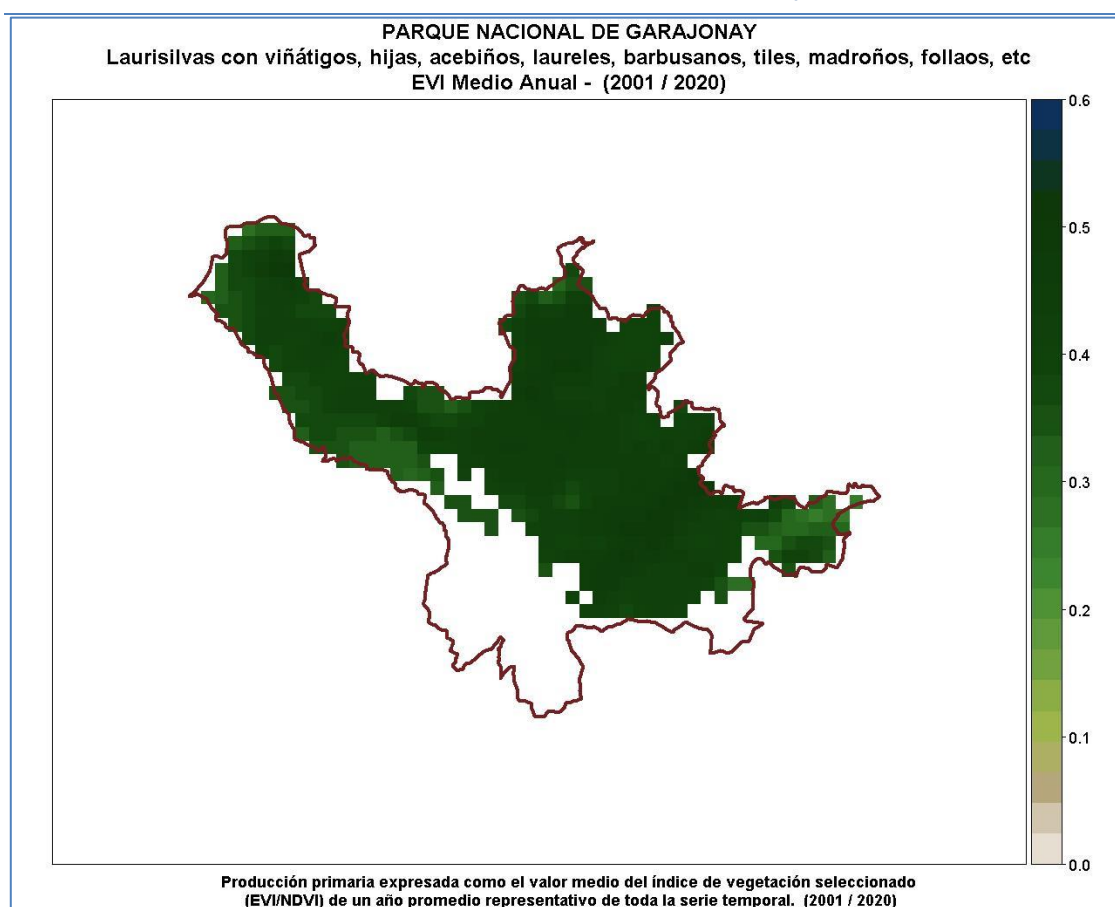 PARQUE NACIONAL DE GARAJONAY
Laurisilvas con viñátigos, hijas, acebiños, laureles, barbusanos, tiles, madroños, follaos, etc
EVI Medio Anual - (2001 / 2020)
0.6
0.5
0.4
0.3
0.2
0.1
0.0
Producción primaria expresada como el valor medio del índice de vegetación seleccionado
(EVI/NDVI) de un año promedio representativo de toda la serie temporal. (2001 / 2020)